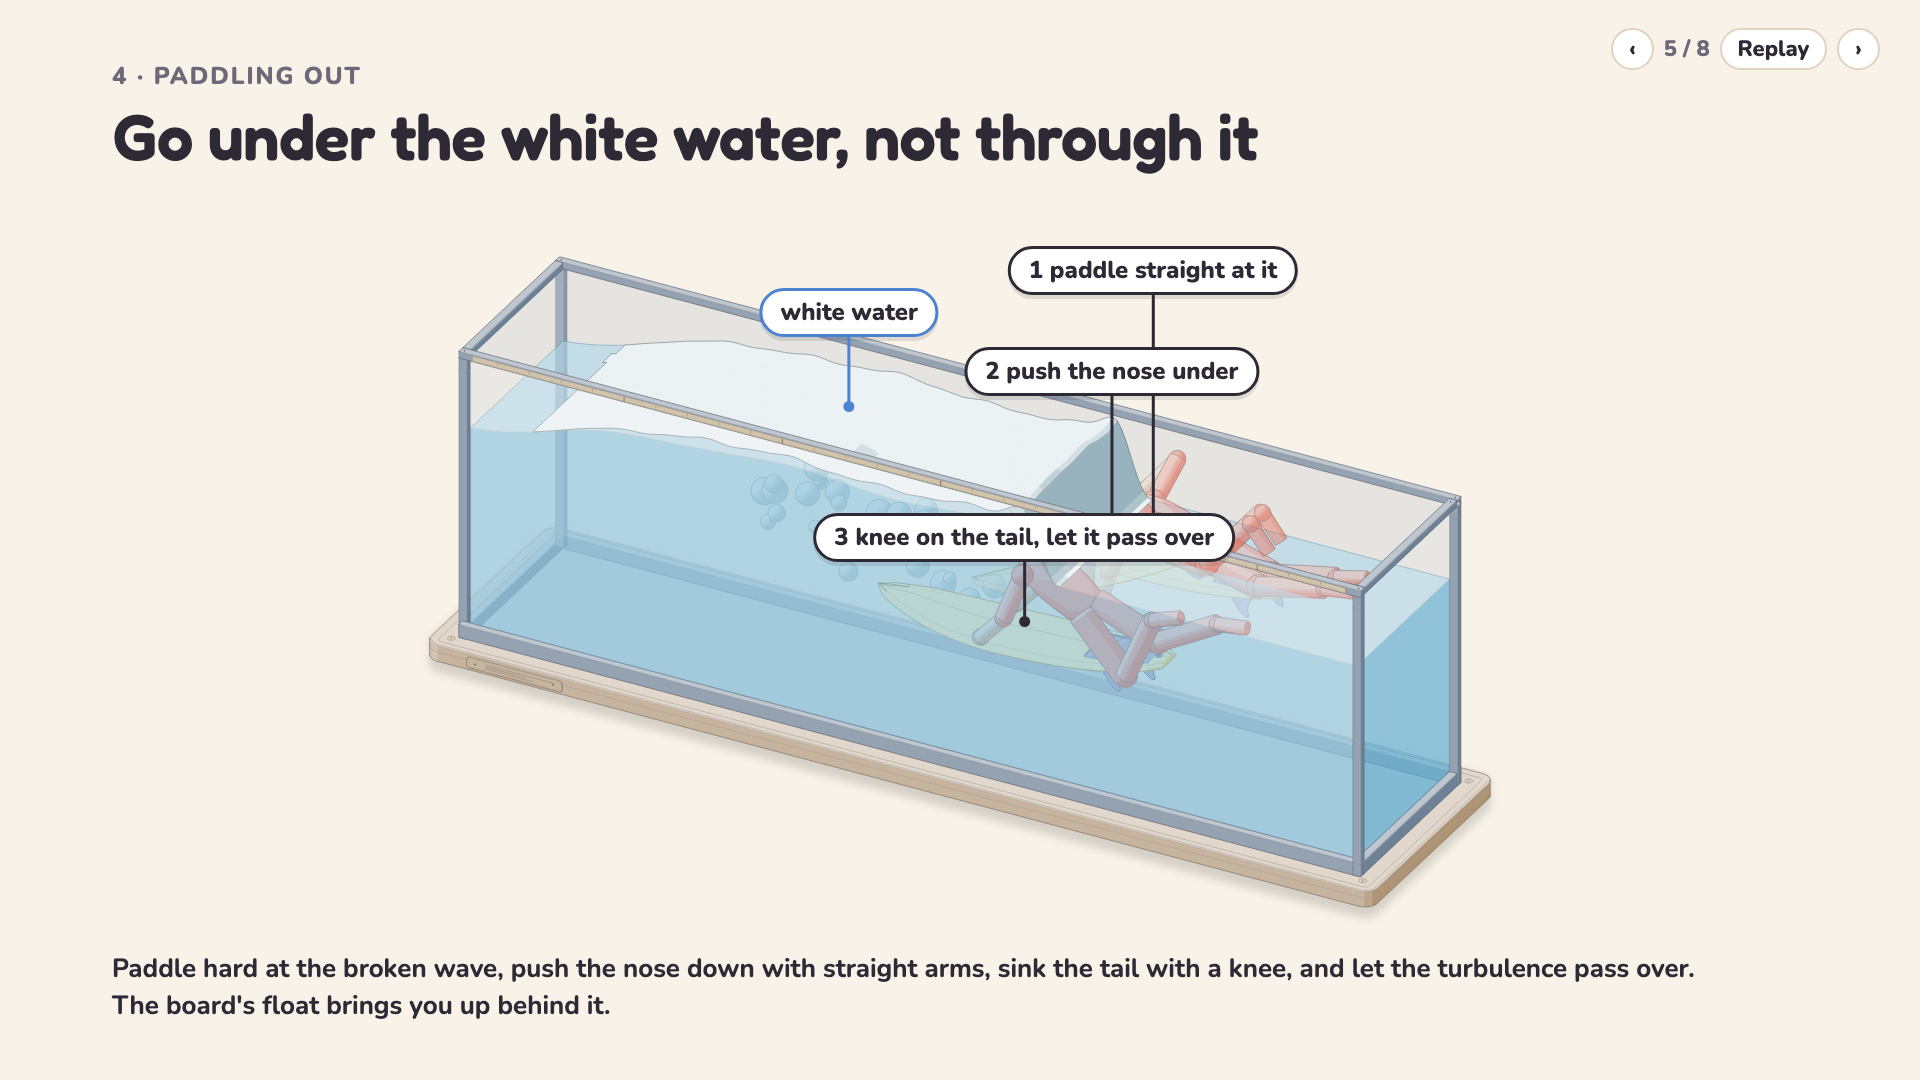 4 · PADDLING OUT
Go under the white water, not through it
‹ 5 / 8 Replay ›
1 paddle straight at it
white water
2 push the nose under
3 knee on the tail, let it pass over
Paddle hard at the broken wave, push the nose down with straight arms, sink the tail with a knee, and let the turbulence pass over.
The board's float brings you up behind it.